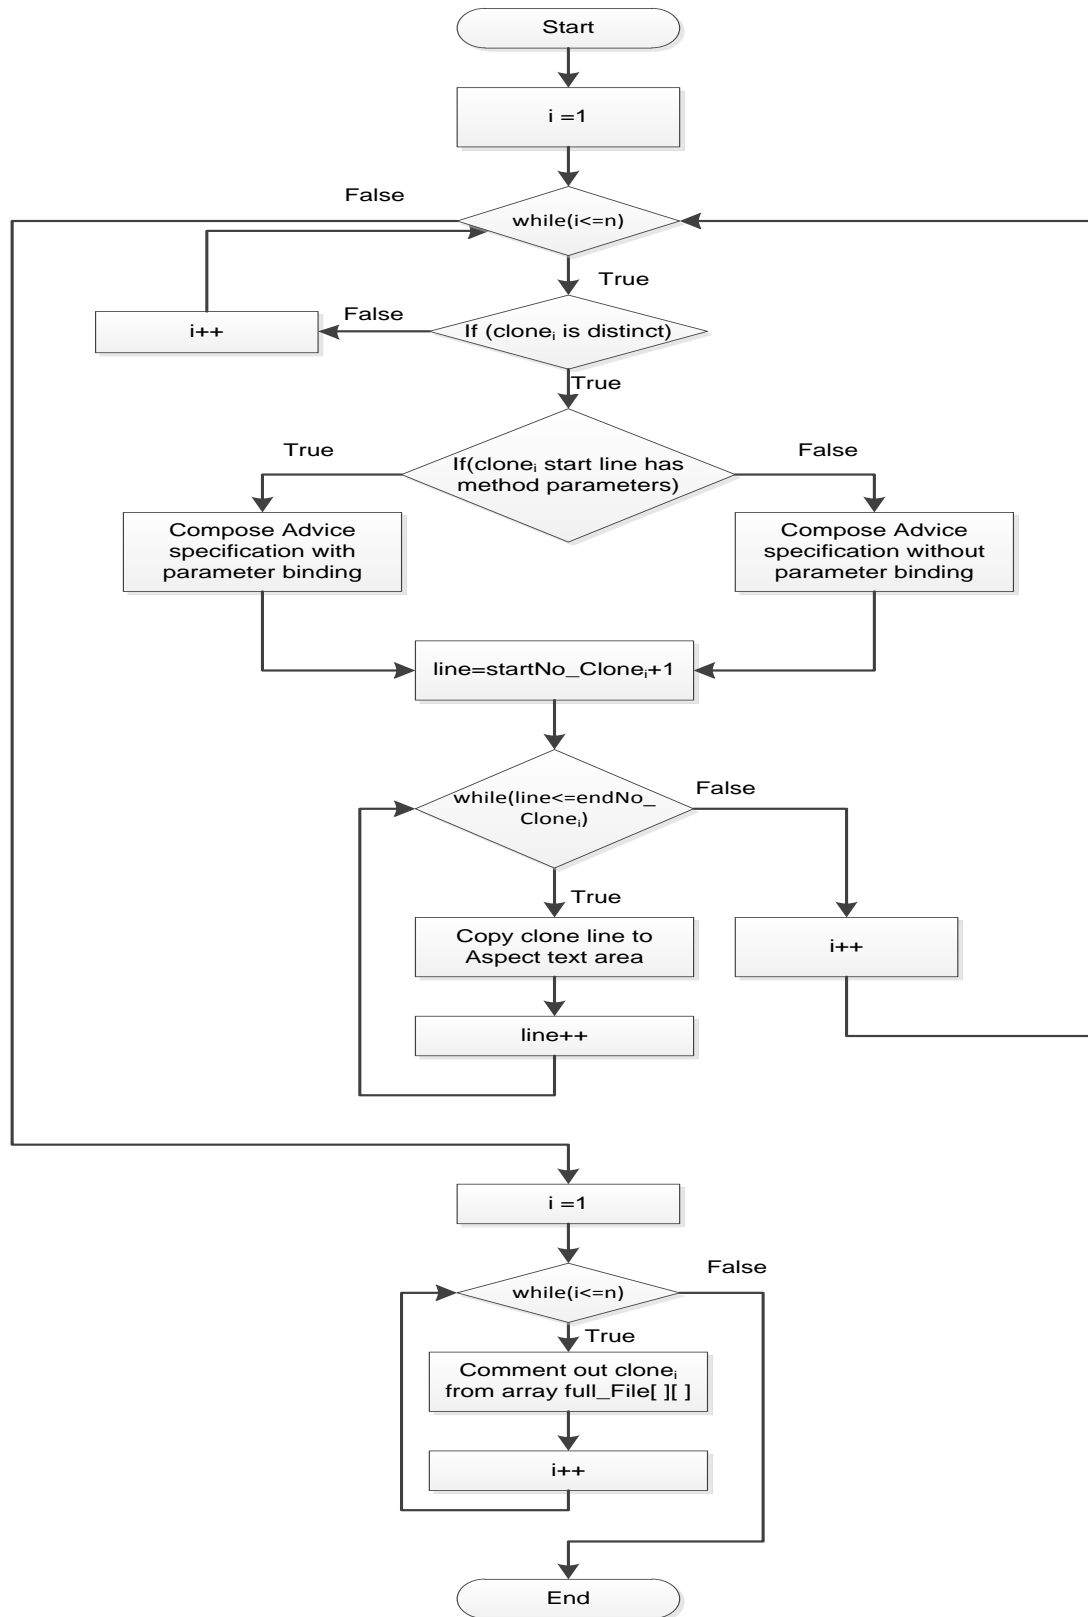 Start
i =1
False
while(i<=n)
True
i++
False
If (cloneᵢ is distinct)
True
True
If(cloneᵢ start line has
method parameters)
False
Compose Advice
specification with
parameter binding
Compose Advice
specification without
parameter binding
line=startNo_Cloneᵢ+1
while(line<=endNo_
Cloneᵢ)
False
True
Copy clone line to
Aspect text area
i++
line++
i =1
while(i<=n)
False
True
Comment out cloneᵢ
from array full_File[ ][ ]
i++
End